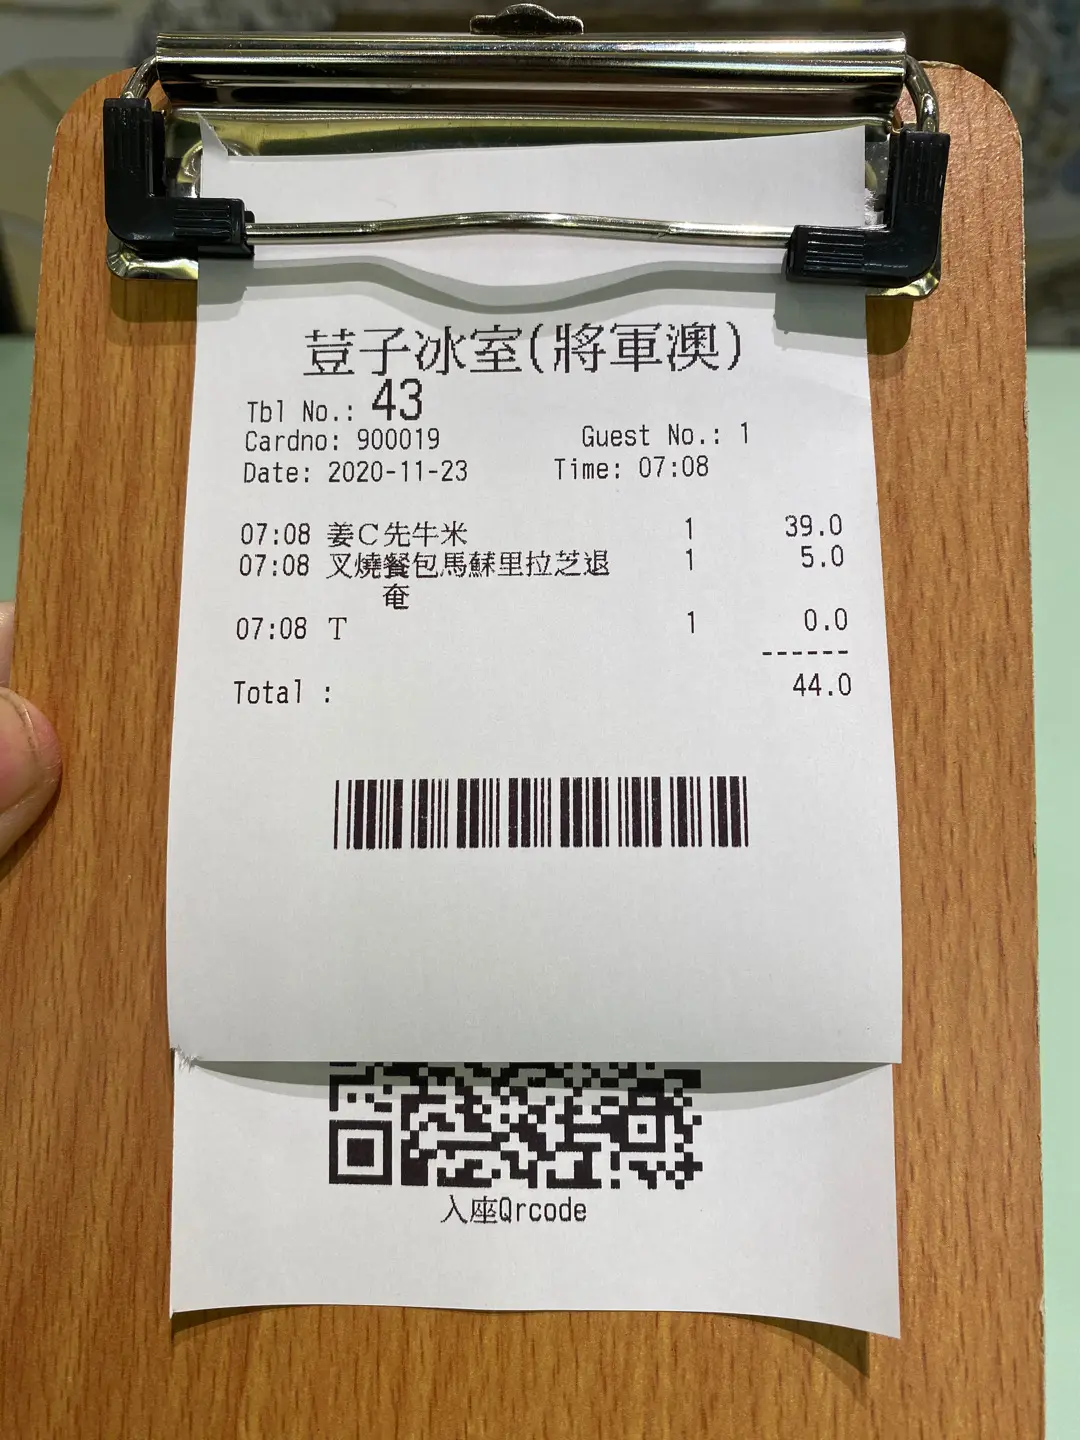 荳子冰室(將軍澳)
Tbl No.: 43
Cardno: 900019 Guest No.: 1
Date: 2020-11-23 Time: 07:08
07:08 姜C先牛米 1 39.0
07:08 叉燒餐包馬蘇里拉芝退 1 5.0
奄
07:08 T 1 0.0
------
Total : 44.0
入座Qrcode